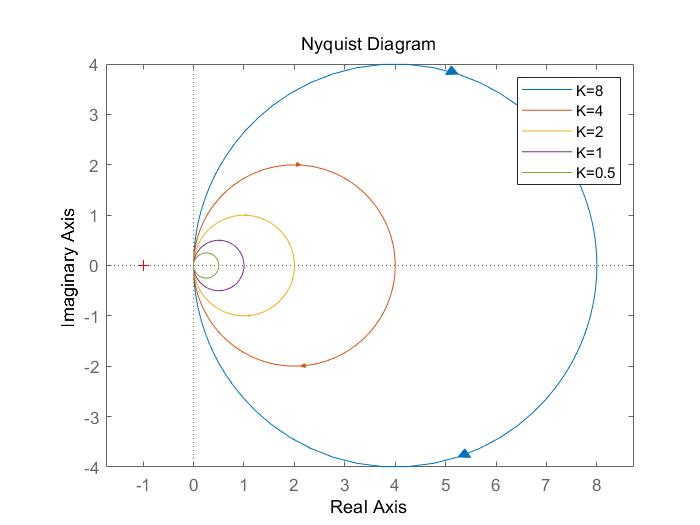 Nyquist Diagram
4
3
2
1
0
-1
-2
-3
-4
Imaginary Axis
K=8
K=4
K=2
K=1
K=0.5
-1 0 1 2 3 4 5 6 7 8
Real Axis